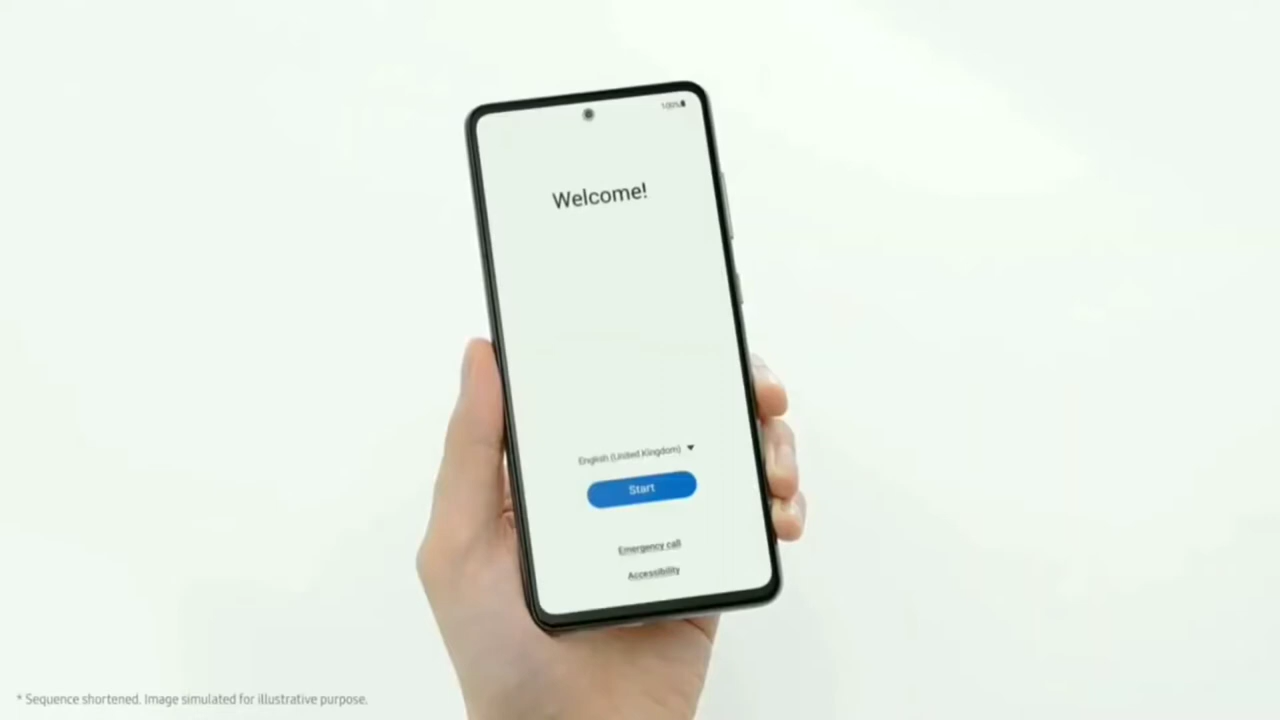 100%
Welcome!
English (United Kingdom)
Start
Emergency call
Accessibility
* Sequence shortened. Image simulated for illustrative purpose.